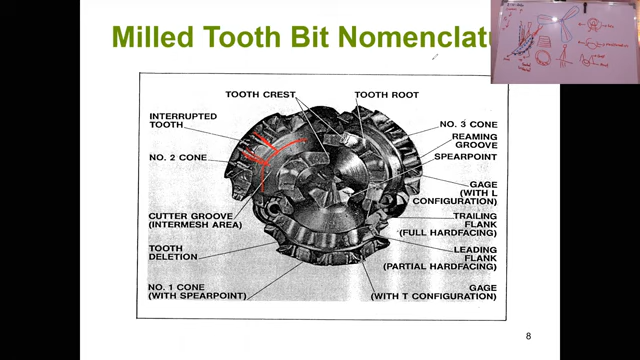 Milled Tooth Bit Nomenclatu
TOOTH CREST
TOOTH ROOT
INTERRUPTED
TOOTH
NO. 2 CONE
CUTTER GROOVE
(INTERMESH AREA)
TOOTH
DELETION
NO. 1 CONE
(WITH SPEARPOINT)
NO. 3 CONE
REAMING
GROOVE
SPEARPOINT
GAGE
(WITH L
CONFIGURATION)
TRAILING
FLANK
(FULL HARDFACING)
LEADING
FLANK
(PARTIAL HARDFACING)
GAGE
(WITH T CONFIGURATION)
8